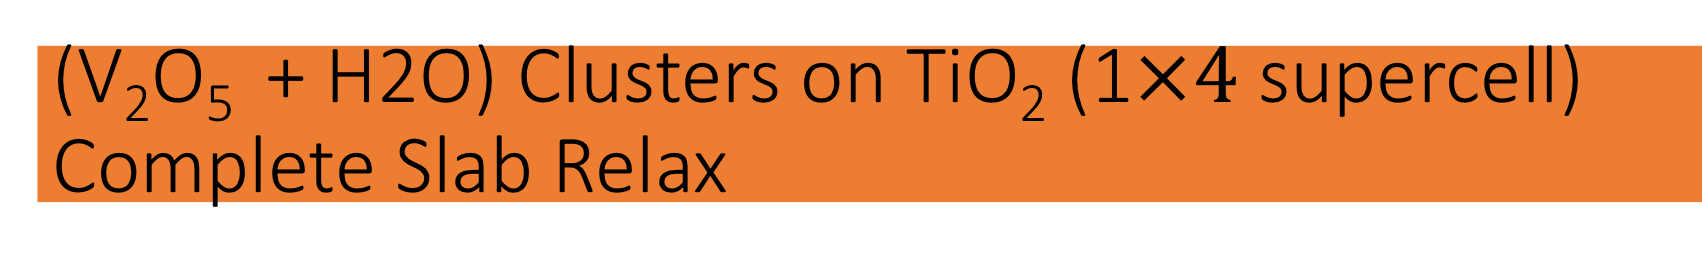 (V₂O₅ + H2O) Clusters on TiO₂ (1×4 supercell)
Complete Slab Relax